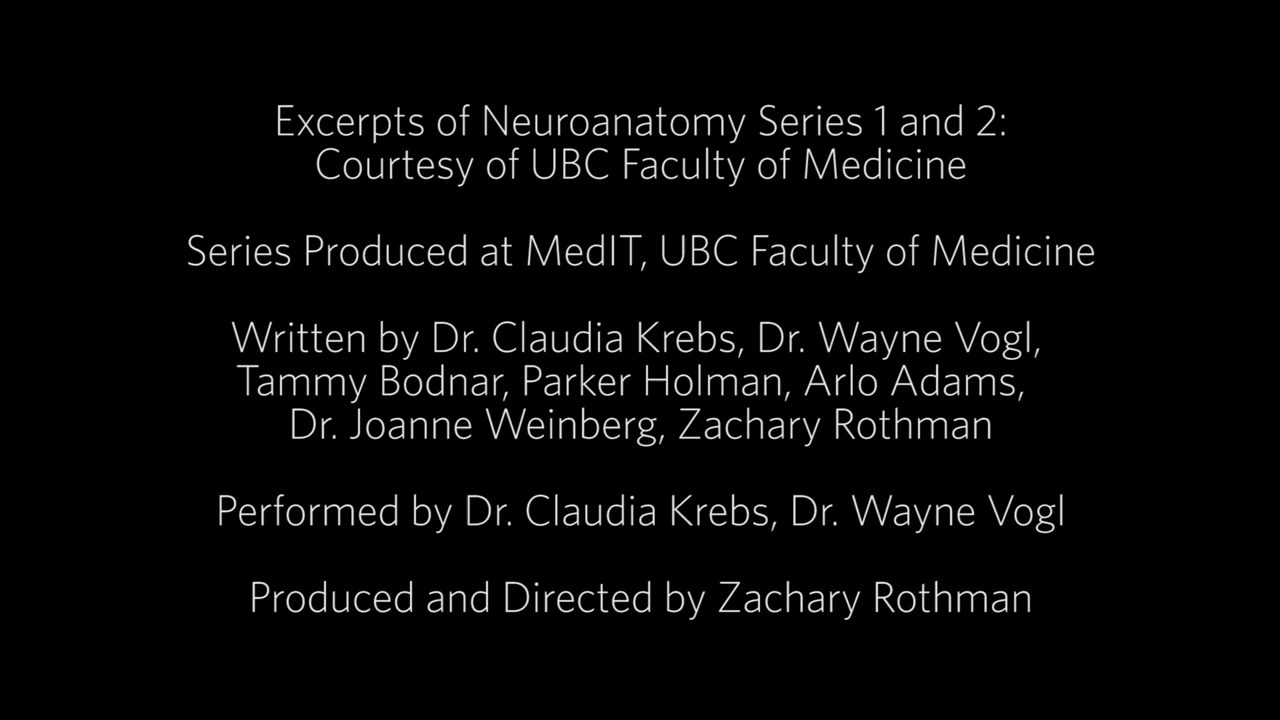 Excerpts of Neuroanatomy Series 1 and 2:
Courtesy of UBC Faculty of Medicine
Series Produced at MedIT, UBC Faculty of Medicine
Written by Dr. Claudia Krebs, Dr. Wayne Vogl,
Tammy Bodnar, Parker Holman, Arlo Adams,
Dr. Joanne Weinberg, Zachary Rothman
Performed by Dr. Claudia Krebs, Dr. Wayne Vogl
Produced and Directed by Zachary Rothman